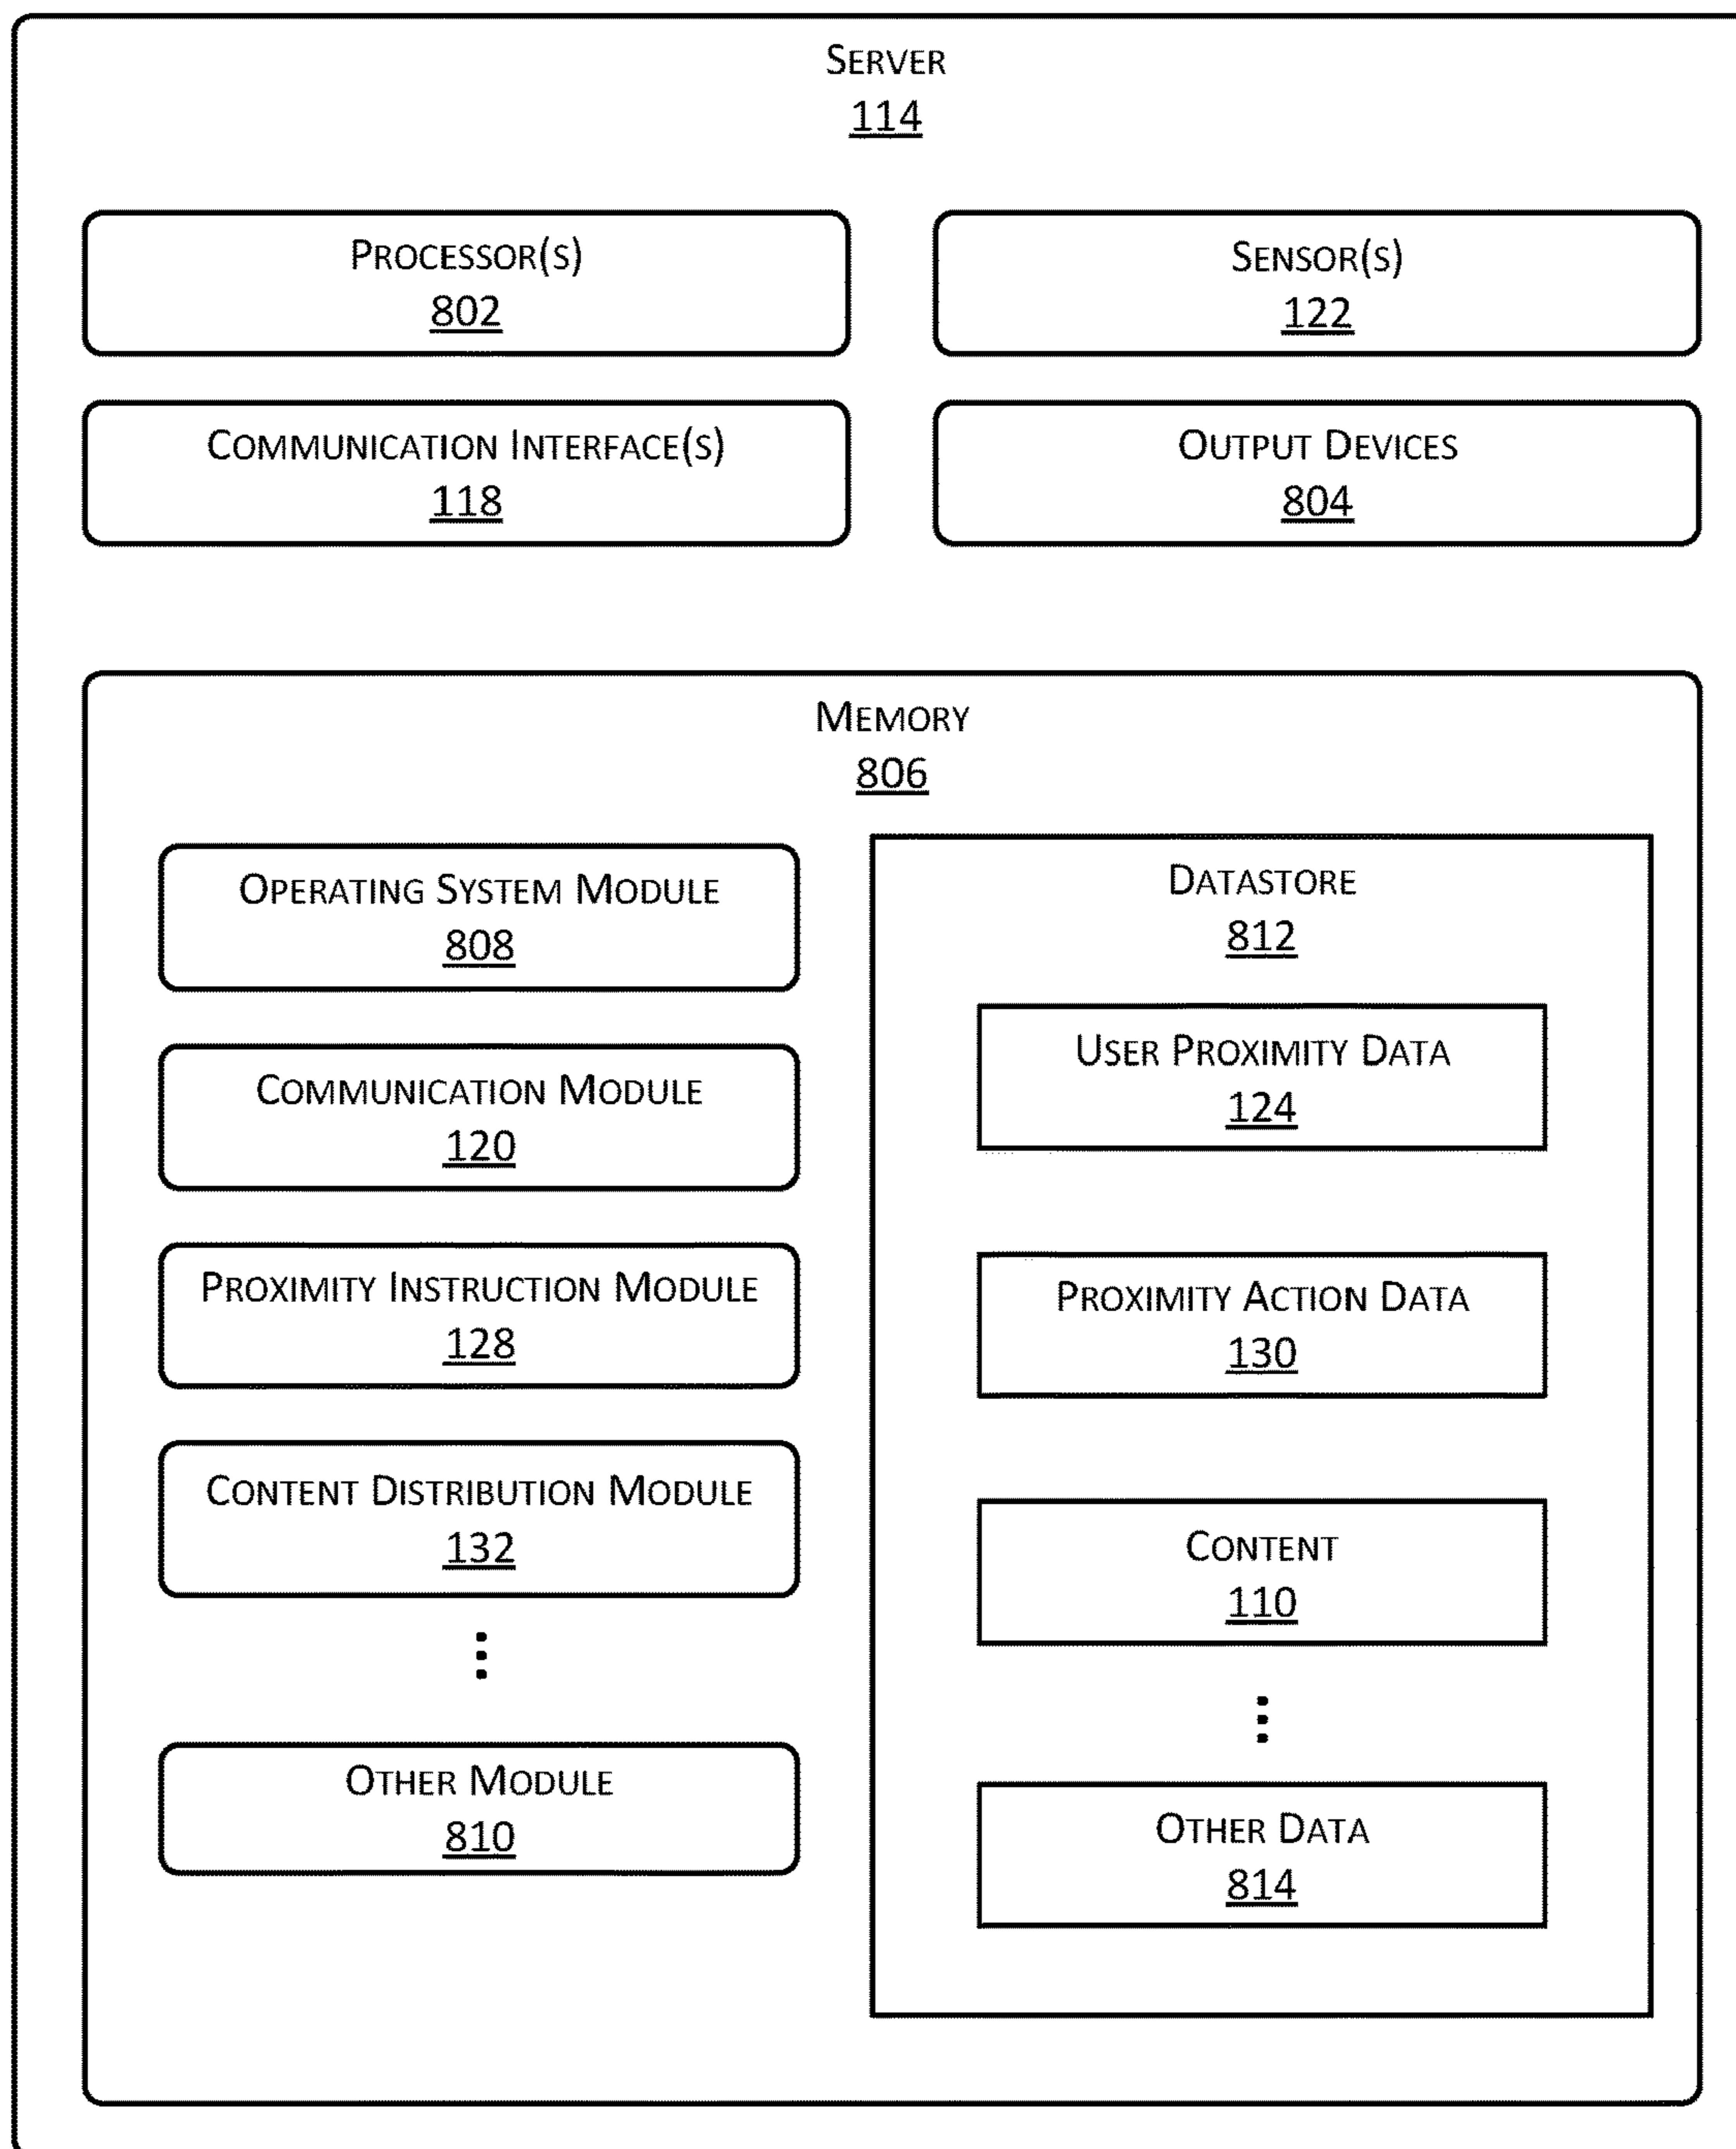 SERVER
114
PROCESSOR(S)
802
SENSOR(S)
122
COMMUNICATION INTERFACE(S)
118
OUTPUT DEVICES
804
MEMORY
806
OPERATING SYSTEM MODULE
808
COMMUNICATION MODULE
120
PROXIMITY INSTRUCTION MODULE
128
CONTENT DISTRIBUTION MODULE
132
OTHER MODULE
810
DATASTORE
812
USER PROXIMITY DATA
124
PROXIMITY ACTION DATA
130
CONTENT
110
OTHER DATA
814